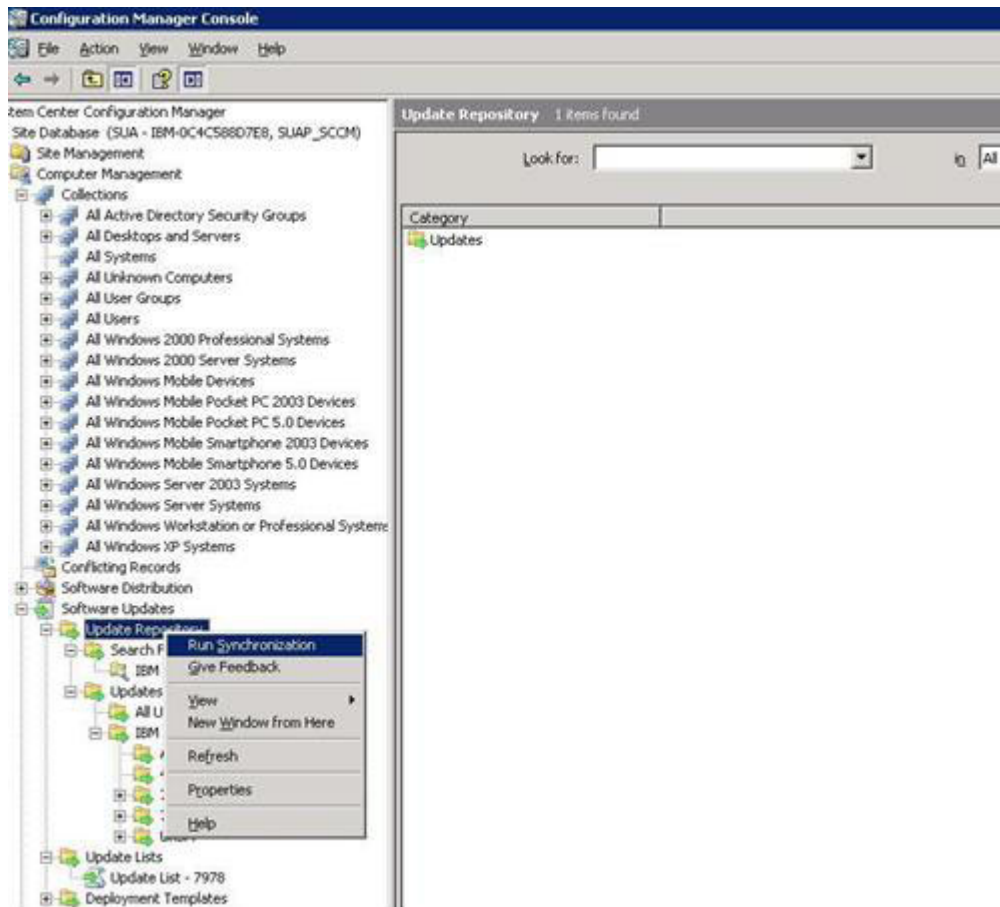 Configuration Manager Console
File Action View Window Help
tem Center Configuration Manager
Site Database (SUA - IBM-0C4C588D7E8, SUAP_SCCM)
Site Management
Computer Management
Collections
All Active Directory Security Groups
All Desktops and Servers
All Systems
All Unknown Computers
All User Groups
All Users
All Windows 2000 Professional Systems
All Windows 2000 Server Systems
All Windows Mobile Devices
All Windows Mobile Pocket PC 2003 Devices
All Windows Mobile Pocket PC 5.0 Devices
All Windows Mobile Smartphone 2003 Devices
All Windows Mobile Smartphone 5.0 Devices
All Windows Server 2003 Systems
All Windows Server Systems
All Windows Workstation or Professional Systems
All Windows XP Systems
Conflicting Records
Software Distribution
Software Updates
Update Repository
Search F
IBM
Updates
All U
IBM
Update Lists
Update List - 7978
Deployment Templates
Run Synchronization
Give Feedback
View
New Window from Here
Refresh
Properties
Help
Update Repository 1 items found
Look for: in All
Category
Updates